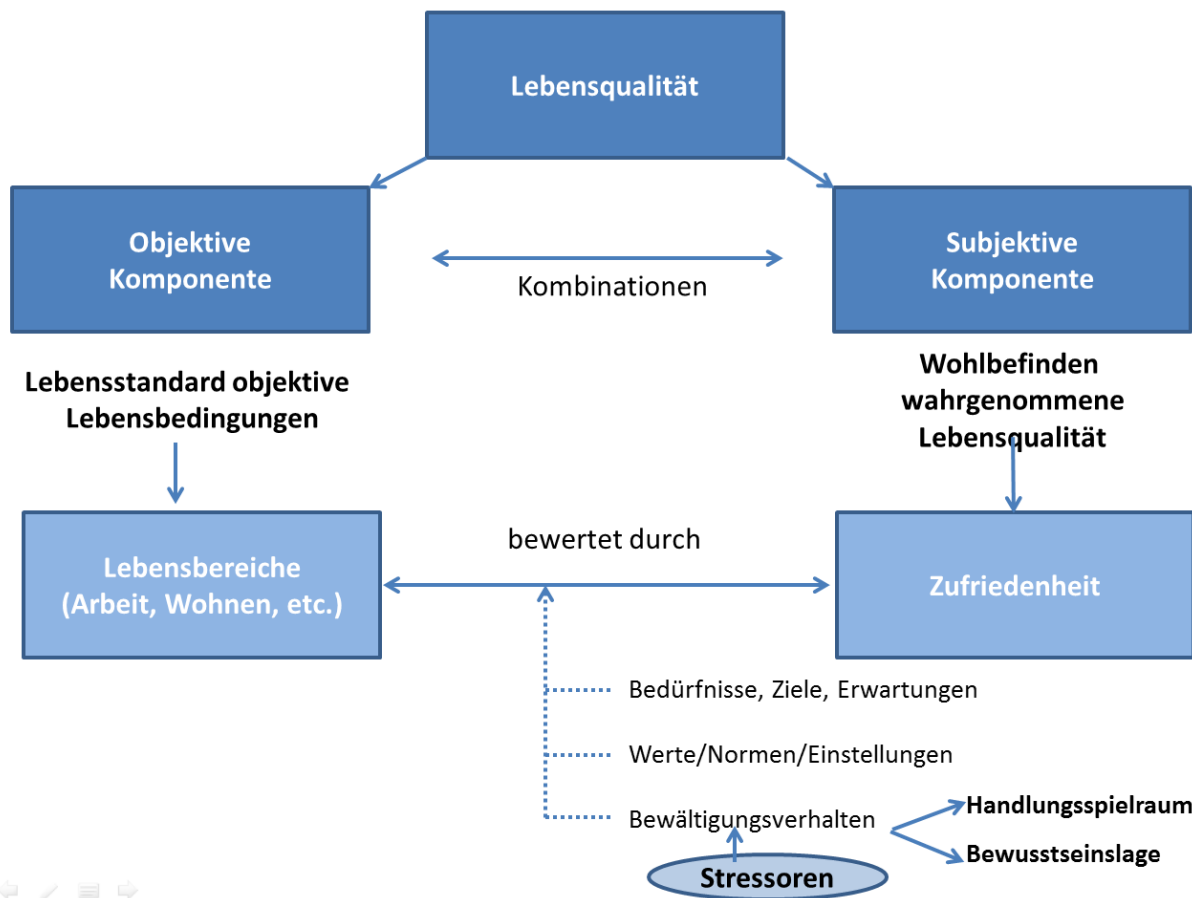 Lebensqualität
Objektive
Komponente
Kombinationen
Subjektive
Komponente
Lebensstandard objektive
Lebensbedingungen
Wohlbefinden
wahrgenommene
Lebensqualität
Lebensbereiche
(Arbeit, Wohnen, etc.)
bewertet durch
Zufriedenheit
Bedürfnisse, Ziele, Erwartungen
Werte/Normen/Einstellungen
Bewältigungsverhalten
Handlungsspielraum
Bewusstseinslage
Stressoren